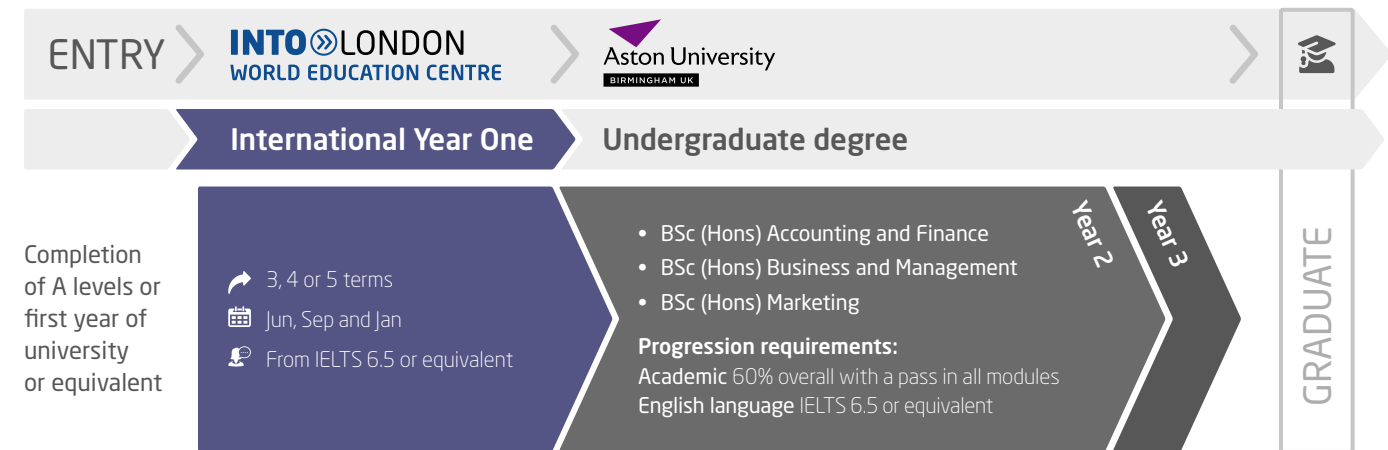 ENTRY
INTO LONDON
WORLD EDUCATION CENTRE
Aston University
BIRMINGHAM UK
International Year One
Undergraduate degree
Completion
of A levels or
first year of
university
or equivalent
3, 4 or 5 terms
Jun, Sep and Jan
From IELTS 6.5 or equivalent
• BSc (Hons) Accounting and Finance
• BSc (Hons) Business and Management
• BSc (Hons) Marketing
Progression requirements:
Academic 60% overall with a pass in all modules
English language IELTS 6.5 or equivalent
Year 2
Year 3
GRADUATE